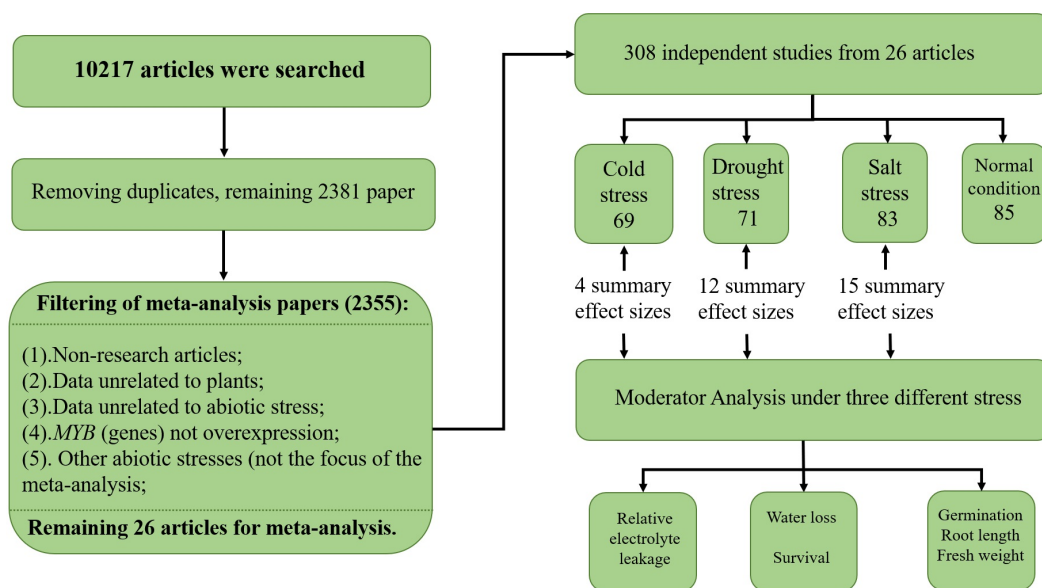 10217 articles were searched
Removing duplicates, remaining 2381 paper
Filtering of meta-analysis papers (2355):
(1).Non-research articles;
(2).Data unrelated to plants;
(3).Data unrelated to abiotic stress;
(4).MYB (genes) not overexpression;
(5). Other abiotic stresses (not the focus of the
meta-analysis;
Remaining 26 articles for meta-analysis.
308 independent studies from 26 articles
Cold
stress
69
Drought
stress
71
Salt
stress
83
Normal
condition
85
4 summary
effect sizes
12 summary
effect sizes
15 summary
effect sizes
Moderator Analysis under three different stress
Relative
electrolyte
leakage
Water loss
Survival
Germination
Root length
Fresh weight